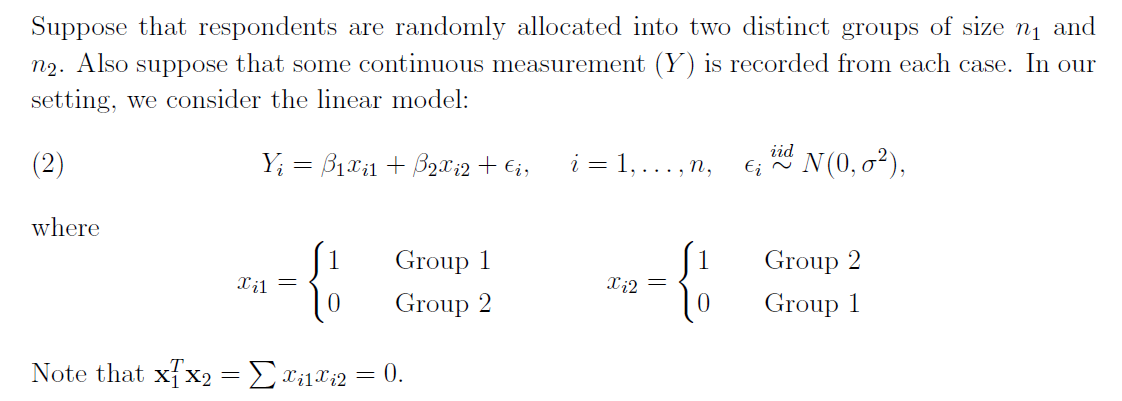 Suppose that respondents are randomly allocated into two distinct groups of size n₁ and
n₂. Also suppose that some continuous measurement (Y) is recorded from each case. In our
setting, we consider the linear model:
(2) Yᵢ = β₁xᵢ₁ + β₂xᵢ₂ + ϵᵢ, i = 1, . . . , n, ϵᵢ iid ~ N(0, σ²),
where
xᵢ₁ = { 1 Group 1 xᵢ₂ = { 1 Group 2
0 Group 2 0 Group 1
Note that x₁ᵀx₂ = ∑ xᵢ₁xᵢ₂ = 0.